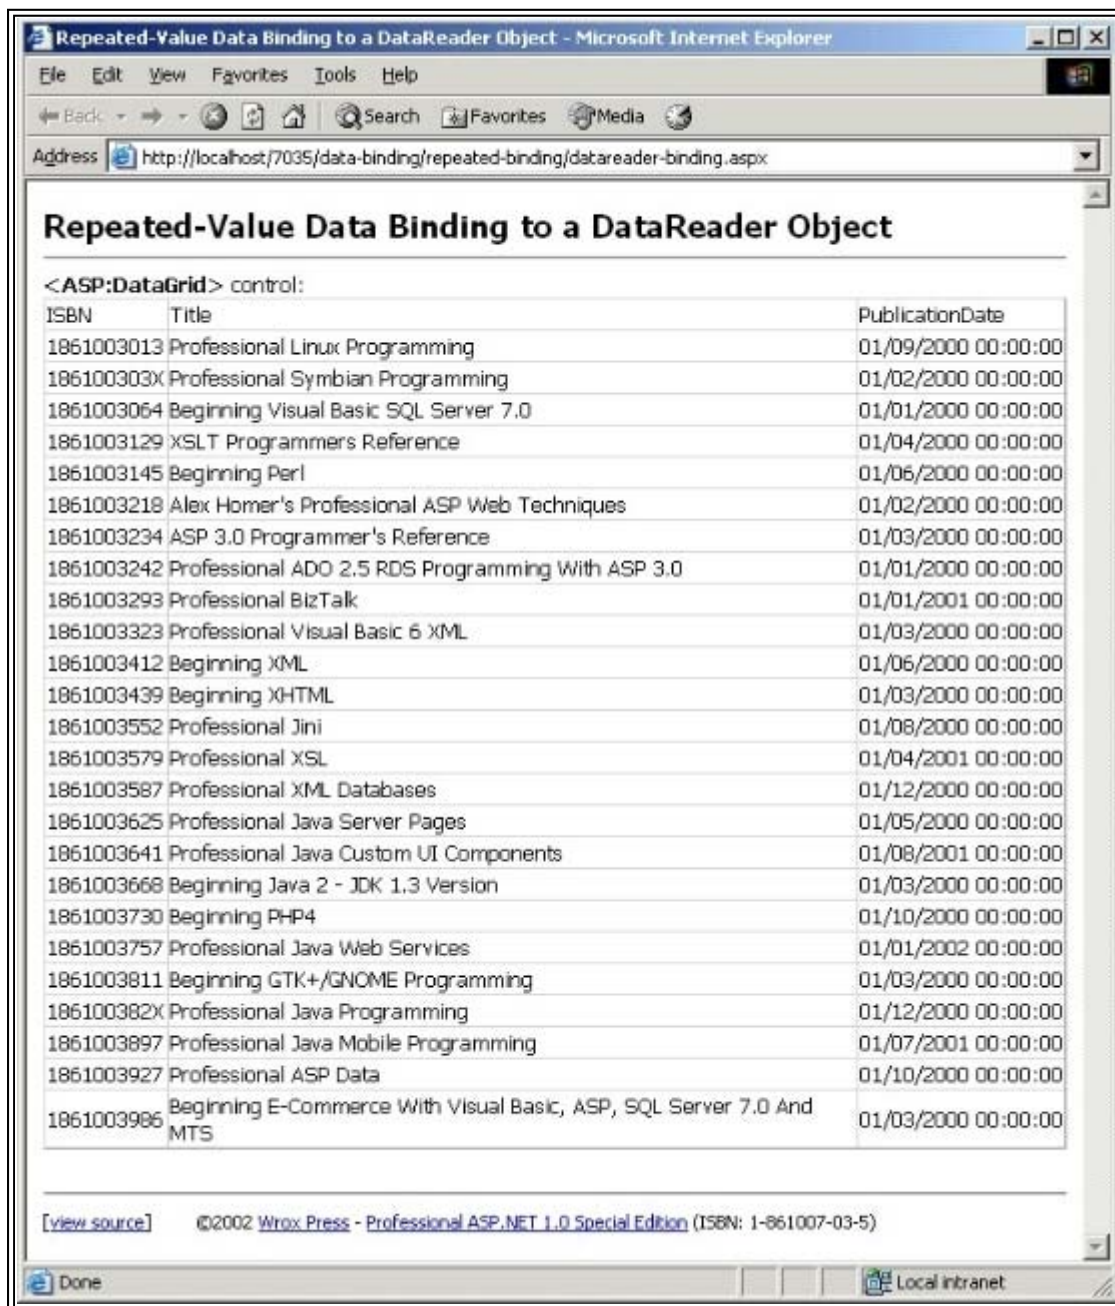 Repeated-Value Data Binding to a DataReader Object - Microsoft Internet Explorer
File Edit View Favorites Tools Help
Back Search Favorites Media
Address http://localhost/7035/data-binding/repeated-binding/datareader-binding.aspx
Repeated-Value Data Binding to a DataReader Object
<ASP:DataGrid> control:
ISBN Title PublicationDate
1861003013 Professional Linux Programming 01/09/2000 00:00:00
186100303X Professional Symbian Programming 01/02/2000 00:00:00
1861003064 Beginning Visual Basic SQL Server 7.0 01/01/2000 00:00:00
1861003129 XSLT Programmers Reference 01/04/2000 00:00:00
1861003145 Beginning Perl 01/06/2000 00:00:00
1861003218 Alex Homer's Professional ASP Web Techniques 01/02/2000 00:00:00
1861003234 ASP 3.0 Programmer's Reference 01/03/2000 00:00:00
1861003242 Professional ADO 2.5 RDS Programming With ASP 3.0 01/01/2000 00:00:00
1861003293 Professional BizTalk 01/01/2001 00:00:00
1861003323 Professional Visual Basic 6 XML 01/03/2000 00:00:00
1861003412 Beginning XML 01/06/2000 00:00:00
1861003439 Beginning XHTML 01/03/2000 00:00:00
1861003552 Professional Jini 01/08/2000 00:00:00
1861003579 Professional XSL 01/04/2001 00:00:00
1861003587 Professional XML Databases 01/12/2000 00:00:00
1861003625 Professional Java Server Pages 01/05/2000 00:00:00
1861003641 Professional Java Custom UI Components 01/08/2001 00:00:00
1861003668 Beginning Java 2 - JDK 1.3 Version 01/03/2000 00:00:00
1861003730 Beginning PHP4 01/10/2000 00:00:00
1861003757 Professional Java Web Services 01/01/2002 00:00:00
1861003811 Beginning GTK+/GNOME Programming 01/03/2000 00:00:00
186100382X Professional Java Programming 01/12/2000 00:00:00
1861003897 Professional Java Mobile Programming 01/07/2001 00:00:00
1861003927 Professional ASP Data 01/10/2000 00:00:00
1861003986 Beginning E-Commerce With Visual Basic, ASP, SQL Server 7.0 And
MTS 01/03/2000 00:00:00
[view source] ©2002 Wrox Press - Professional ASP.NET 1.0 Special Edition (ISBN: 1-861007-03-5)
Done Local intranet